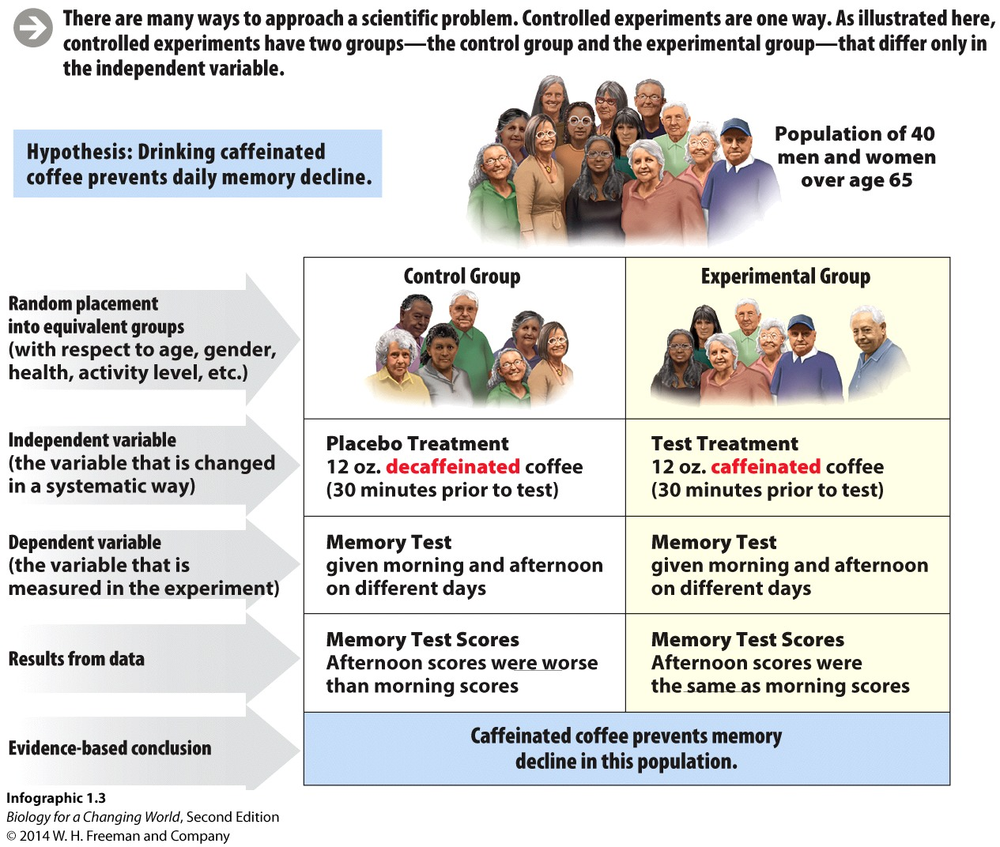 There are many ways to approach a scientific problem. Controlled experiments are one way. As illustrated here,
controlled experiments have two groups—the control group and the experimental group—that differ only in
the independent variable.
Hypothesis: Drinking caffeinated
coffee prevents daily memory decline.
Population of 40
men and women
over age 65
Control Group
Experimental Group
Random placement
into equivalent groups
(with respect to age, gender,
health, activity level, etc.)
Independent variable
(the variable that is changed
in a systematic way)
Placebo Treatment
12 oz. decaffeinated coffee
(30 minutes prior to test)
Test Treatment
12 oz. caffeinated coffee
(30 minutes prior to test)
Dependent variable
(the variable that is
measured in the experiment)
Memory Test
given morning and afternoon
on different days
Memory Test
given morning and afternoon
on different days
Results from data
Memory Test Scores
Afternoon scores were worse
than morning scores
Memory Test Scores
Afternoon scores were
the same as morning scores
Evidence-based conclusion
Caffeinated coffee prevents memory
decline in this population.
Infographic 1.3
Biology for a Changing World, Second Edition
© 2014 W. H. Freeman and Company